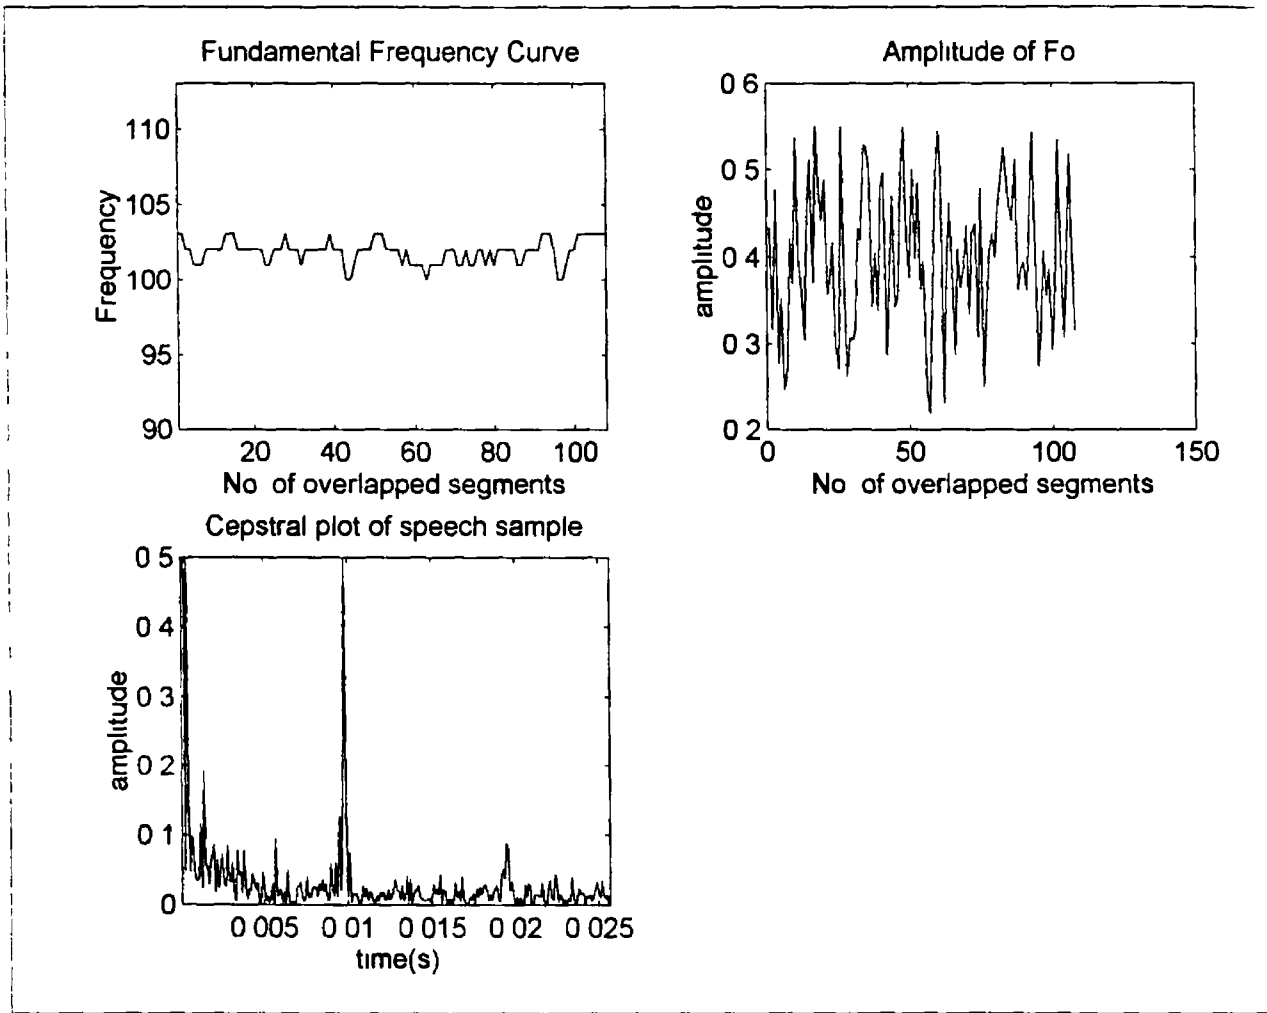 Fundamental Frequency Curve
110
105
100
95
90
Frequency
20 40 60 80 100
No of overlapped segments
Amplitude of Fo
0 6
0 5
0 4
0 3
0 2
amplitude
0 50 100 150
No of overlapped segments
Cepstral plot of speech sample
0 5
0 4
0 3
0 2
0 1
0
amplitude
0 005 0 01 0 015 0 02 0 025
time(s)